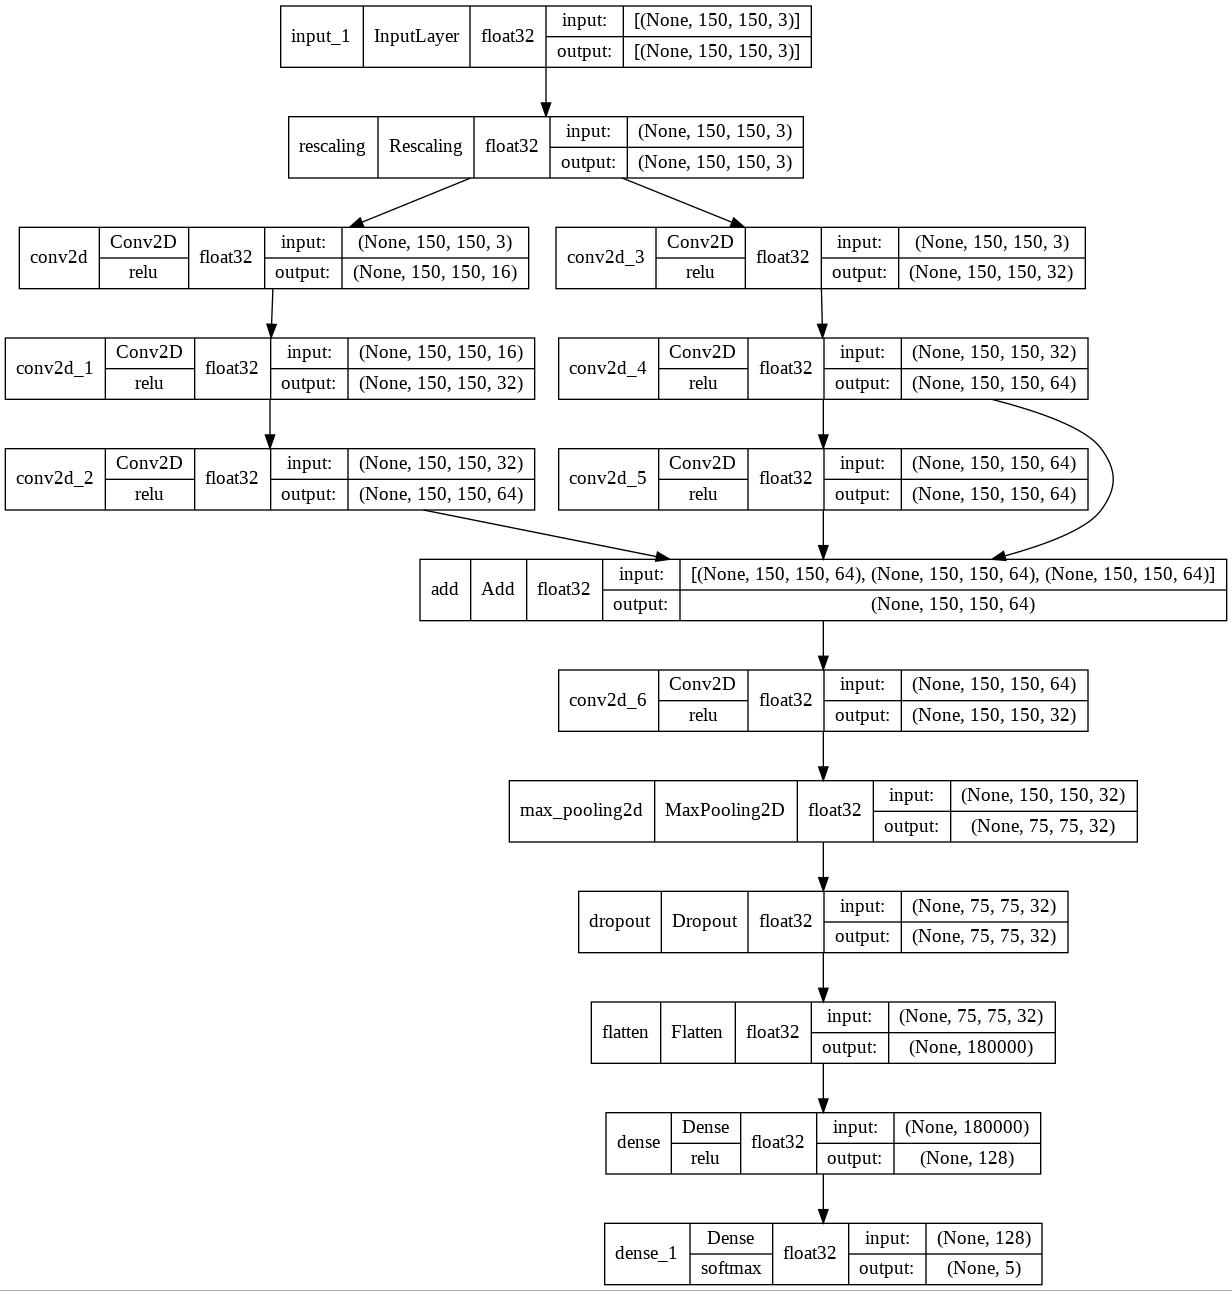 input_1 InputLayer float32 input: [(None, 150, 150, 3)]
output: [(None, 150, 150, 3)]
rescaling Rescaling float32 input: (None, 150, 150, 3)
output: (None, 150, 150, 3)
conv2d Conv2D relu float32 input: (None, 150, 150, 3)
output: (None, 150, 150, 16)
conv2d_3 Conv2D relu float32 input: (None, 150, 150, 3)
output: (None, 150, 150, 32)
conv2d_1 Conv2D relu float32 input: (None, 150, 150, 16)
output: (None, 150, 150, 32)
conv2d_4 Conv2D relu float32 input: (None, 150, 150, 32)
output: (None, 150, 150, 64)
conv2d_2 Conv2D relu float32 input: (None, 150, 150, 32)
output: (None, 150, 150, 64)
conv2d_5 Conv2D relu float32 input: (None, 150, 150, 64)
output: (None, 150, 150, 64)
add Add float32 input: [(None, 150, 150, 64), (None, 150, 150, 64), (None, 150, 150, 64)]
output: (None, 150, 150, 64)
conv2d_6 Conv2D relu float32 input: (None, 150, 150, 64)
output: (None, 150, 150, 32)
max_pooling2d MaxPooling2D float32 input: (None, 150, 150, 32)
output: (None, 75, 75, 32)
dropout Dropout float32 input: (None, 75, 75, 32)
output: (None, 75, 75, 32)
flatten Flatten float32 input: (None, 75, 75, 32)
output: (None, 180000)
dense Dense relu float32 input: (None, 180000)
output: (None, 128)
dense_1 Dense softmax float32 input: (None, 128)
output: (None, 5)